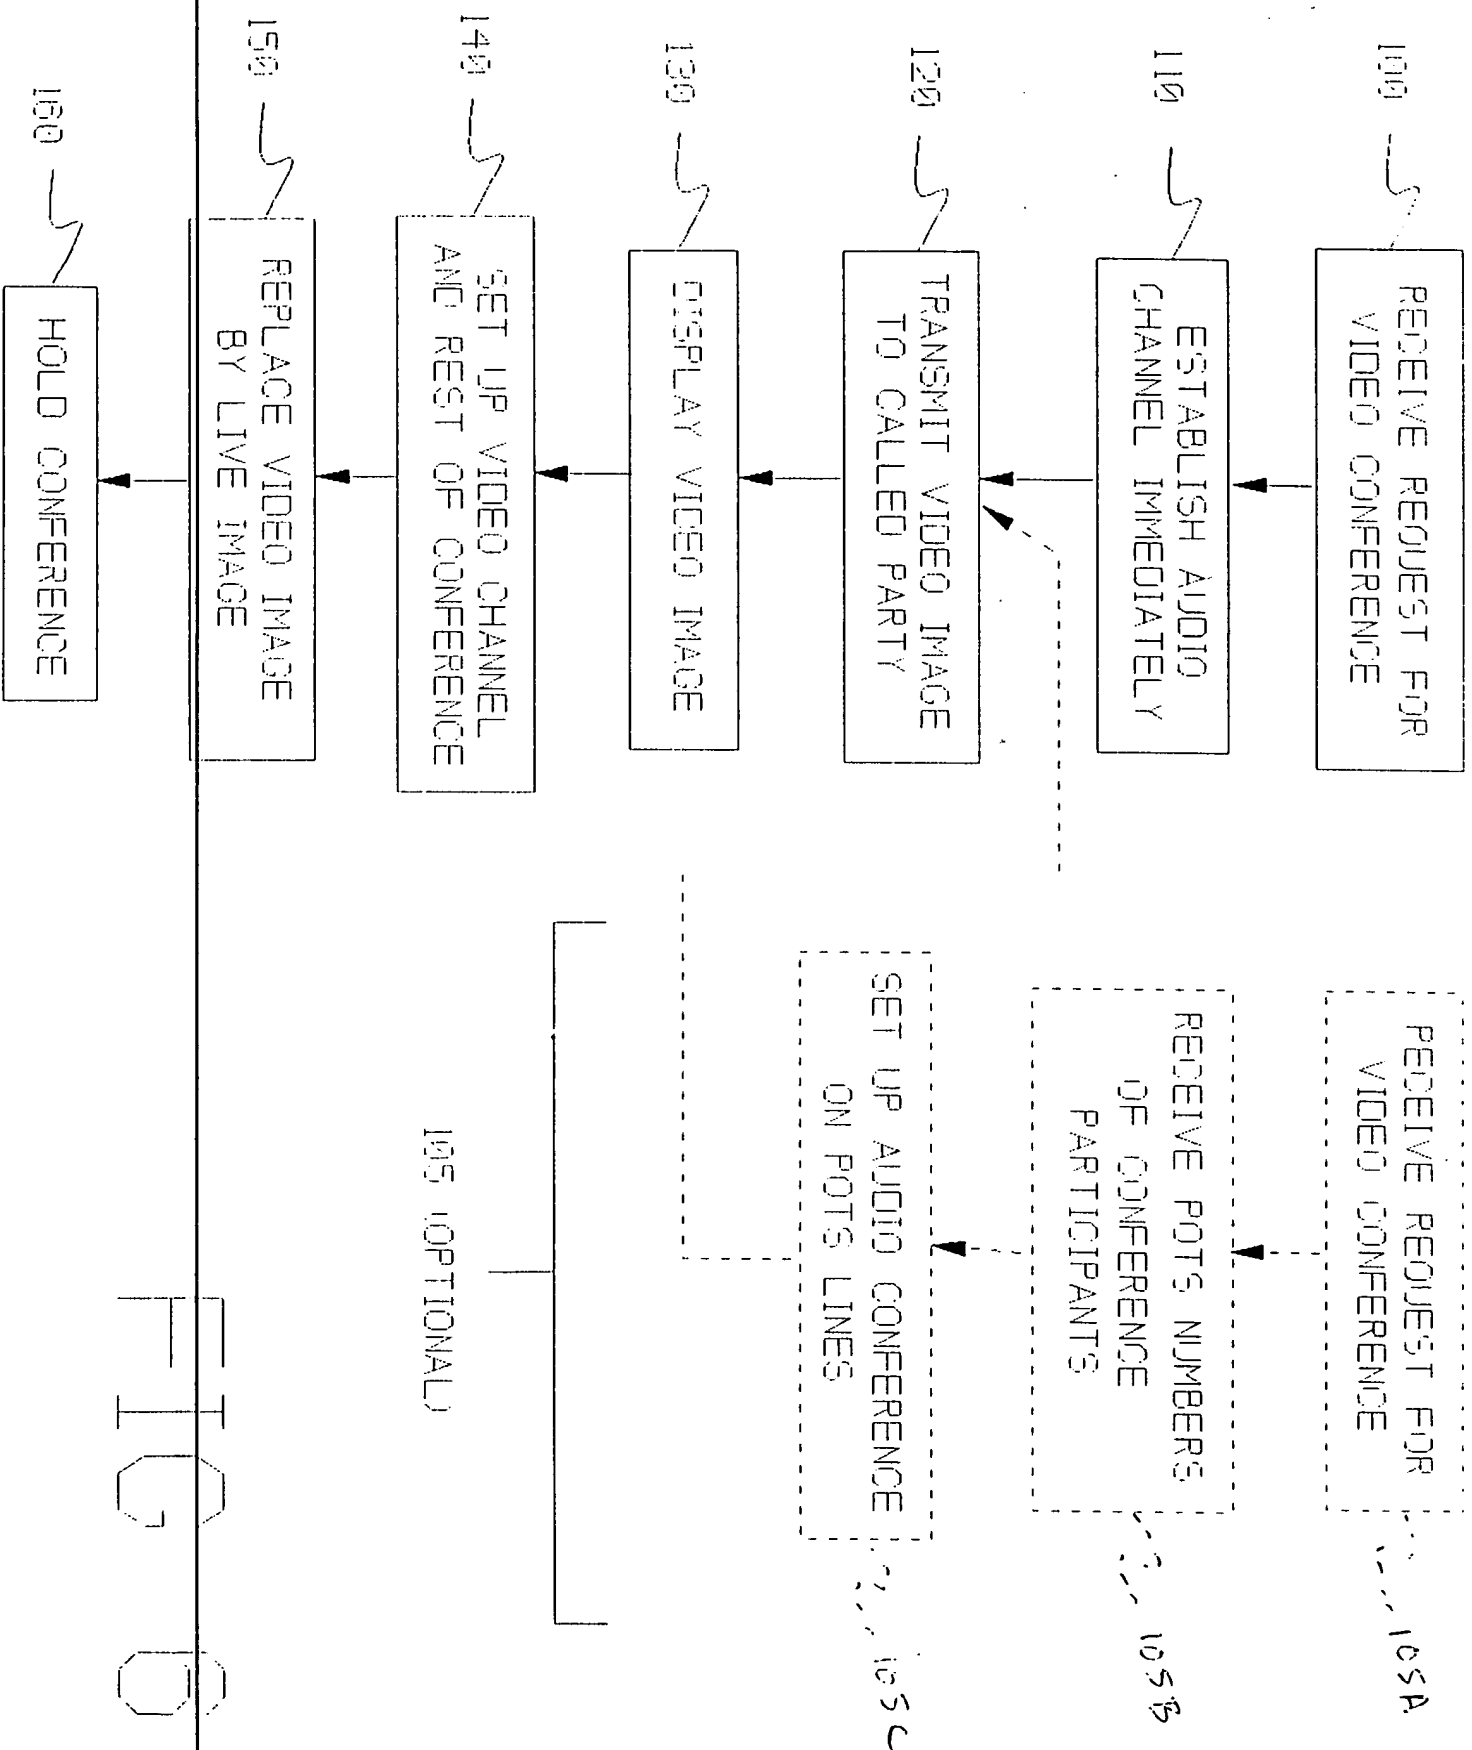 100
RECEIVE REQUEST FOR
VIDEO CONFERENCE
110
ESTABLISH AUDIO
CHANNEL IMMEDIATELY
120
TRANSMIT VIDEO IMAGE
TO CALLED PARTY
130
DISPLAY VIDEO IMAGE
140
SET UP VIDEO CHANNEL
AND REST OF CONFERENCE
150
REPLACE VIDEO IMAGE
BY LIVE IMAGE
160
HOLD CONFERENCE
RECEIVE REQUEST FOR
VIDEO CONFERENCE
105A
RECEIVE POTS NUMBERS
OF CONFERENCE
PARTICIPANTS
105B
SET UP AUDIO CONFERENCE
ON POTS LINES
105C
105 (OPTIONAL)
FIG 9